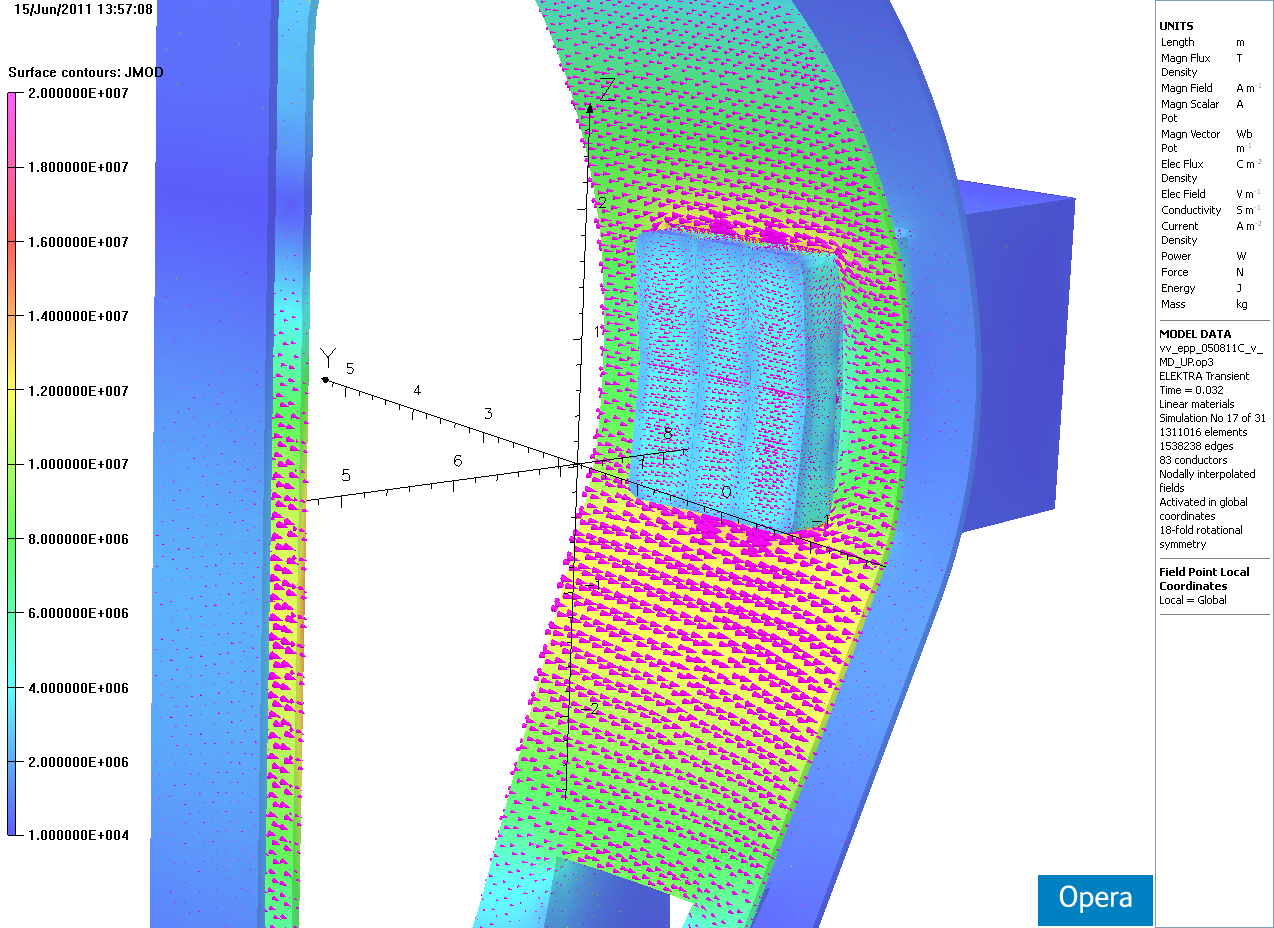 15/Jun/2011 13:57:08
Surface contours: JMOD
2.000000E+007
1.800000E+007
1.600000E+007
1.400000E+007
1.200000E+007
1.000000E+007
8.000000E+006
6.000000E+006
4.000000E+006
2.000000E+006
1.000000E+004
Z
2
1
Y
5
4
3
8
5
6
0
-1
-1
-2
UNITS
Length m
Magn Flux T
Density
Magn Field A m⁻¹
Magn Scalar A
Pot
Magn Vector Wb
Pot m⁻¹
Elec Flux C m⁻²
Density
Elec Field V m⁻¹
Conductivity S m⁻¹
Current A m⁻²
Density
Power W
Force N
Energy J
Mass kg
MODEL DATA
vv_epp_050811C_v_
MD_UP.op3
ELEKTRA Transient
Time = 0.032
Linear materials
Simulation No 17 of 31
1311016 elements
1538238 edges
83 conductors
Nodally interpolated
fields
Activated in global
coordinates
18-fold rotational
symmetry
Field Point Local
Coordinates
Local = Global
Opera